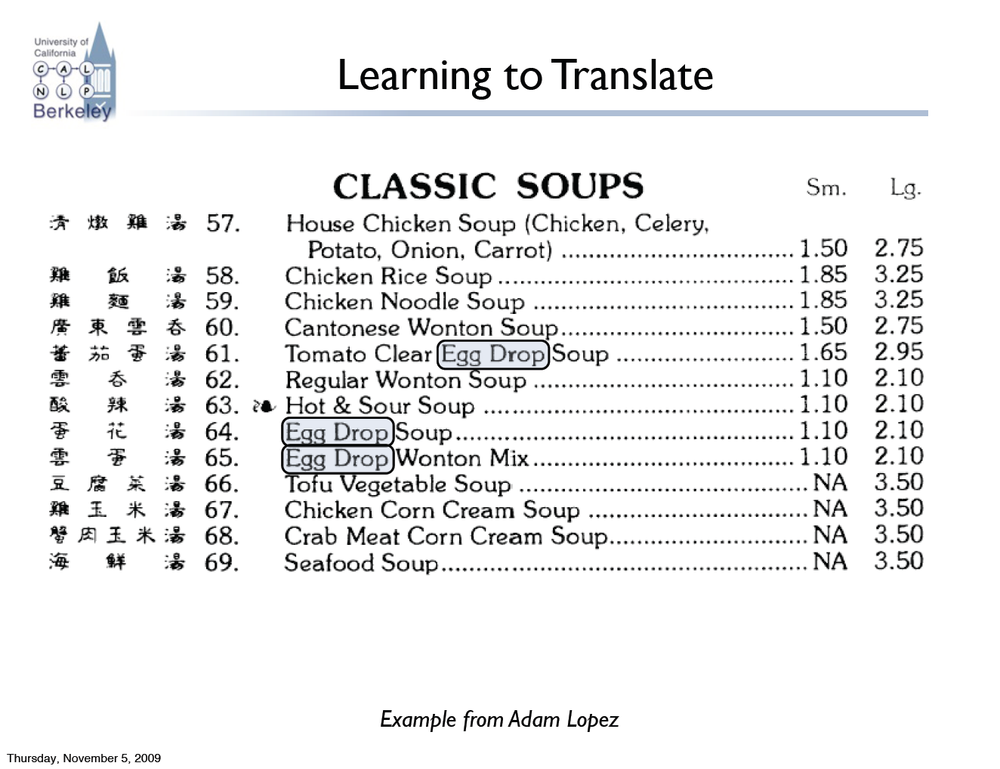 University of
California
C A L
N L P
Berkeley
Learning to Translate
CLASSIC SOUPS Sm. Lg.
清燉雞湯 57. House Chicken Soup (Chicken, Celery,
Potato, Onion, Carrot) .................................. 1.50 2.75
雞飯湯 58. Chicken Rice Soup ........................................... 1.85 3.25
雞麵湯 59. Chicken Noodle Soup ...................................... 1.85 3.25
廣東雲吞 60. Cantonese Wonton Soup.................................. 1.50 2.75
蕃茄蛋湯 61. Tomato Clear Egg Drop Soup .......................... 1.65 2.95
雲吞湯 62. Regular Wonton Soup ...................................... 1.10 2.10
酸辣湯 63. ❧ Hot & Sour Soup ............................................. 1.10 2.10
蛋花湯 64. Egg Drop Soup................................................. 1.10 2.10
雲蛋湯 65. Egg Drop Wonton Mix...................................... 1.10 2.10
豆腐菜湯 66. Tofu Vegetable Soup .......................................... NA 3.50
雞玉米湯 67. Chicken Corn Cream Soup ................................ NA 3.50
蟹肉玉米湯 68. Crab Meat Corn Cream Soup............................. NA 3.50
海鮮湯 69. Seafood Soup..................................................... NA 3.50
Example from Adam Lopez
Thursday, November 5, 2009